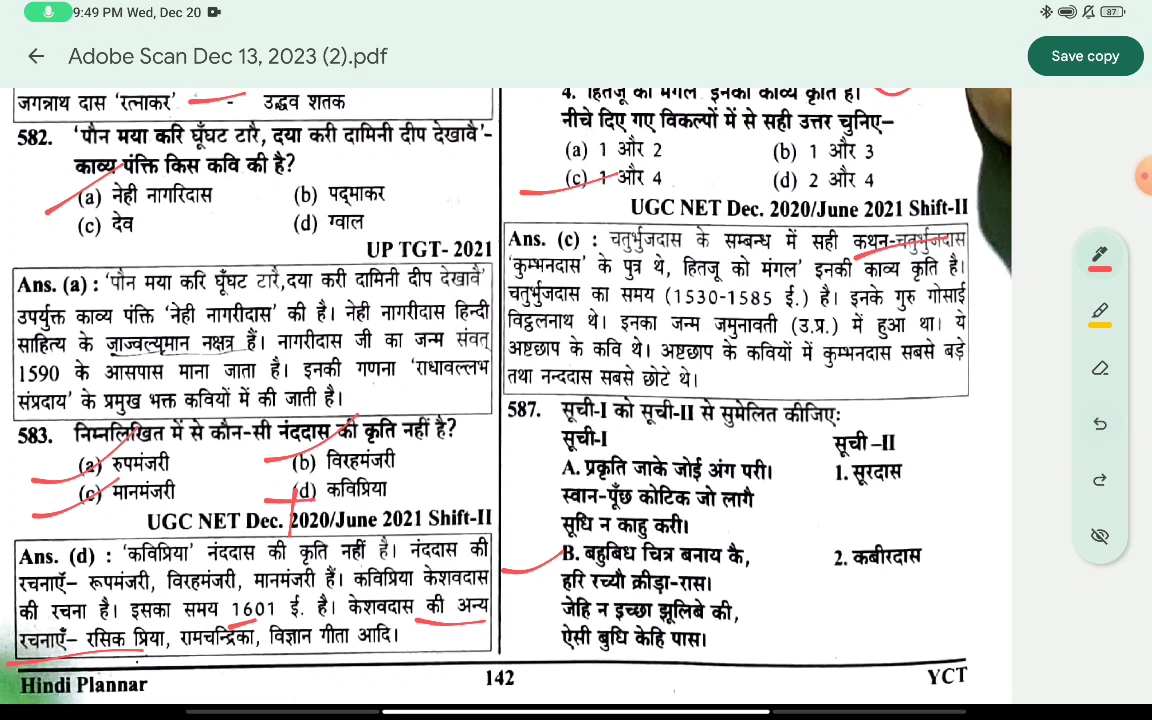 9:49 PM Wed, Dec 20
87
Adobe Scan Dec 13, 2023 (2).pdf
Save copy
जगन्नाथ दास 'रत्नाकर' - उद्धव शतक
582. 'पौन मया करि घूँघट टारै, दया करी दामिनी दीप देखावै'-
काव्य पंक्ति किस कवि की है?
(a) नेही नागरिदास (b) पद्माकर
(c) देव (d) ग्वाल
UP TGT- 2021
Ans. (a) : 'पौन मया करि घूँघट टारै,दया करी दामिनी दीप देखावै'
उपर्युक्त काव्य पंक्ति 'नेही नागरीदास' की है। नेही नागरीदास हिन्दी
साहित्य के जाज्वल्यमान नक्षत्र हैं। नागरीदास जी का जन्म संवत्
1590 के आसपास माना जाता है। इनकी गणना 'राधावल्लभ
संप्रदाय' के प्रमुख भक्त कवियों में की जाती है।
583. निम्नलिखित में से कौन-सी नंददास की कृति नहीं है?
(a) रुपमंजरी (b) विरहमंजरी
(c) मानमंजरी (d) कविप्रिया
UGC NET Dec. 2020/June 2021 Shift-II
Ans. (d) : 'कविप्रिया' नंददास की कृति नहीं है। नंददास की
रचनाएँ- रूपमंजरी, विरहमंजरी, मानमंजरी हैं। कविप्रिया केशवदास
की रचना है। इसका समय 1601 ई. है। केशवदास की अन्य
रचनाएँ- रसिक प्रिया, रामचन्द्रिका, विज्ञान गीता आदि।
4. हितजू को मंगल इनकी काव्य कृति है।
नीचे दिए गए विकल्पों में से सही उत्तर चुनिए–
(a) 1 और 2 (b) 1 और 3
(c) 1 और 4 (d) 2 और 4
UGC NET Dec. 2020/June 2021 Shift-II
Ans. (c) : चतुर्भुजदास के सम्बन्ध में सही कथन-चतुर्भुजदास
'कुम्भनदास' के पुत्र थे, हितजू को मंगल' इनकी काव्य कृति है।
चतुर्भुजदास का समय (1530-1585 ई.) है। इनके गुरु गोसाई
विट्ठलनाथ थे। इनका जन्म जमुनावती (उ.प्र.) में हुआ था। ये
अष्टछाप के कवि थे। अष्टछाप के कवियों में कुम्भनदास सबसे बड़े
तथा नन्ददास सबसे छोटे थे।
587. सूची-I को सूची-II से सुमेलित कीजिए:
सूची-I सूची –II
A. प्रकृति जाके जोई अंग परी। 1. सूरदास
स्वान-पूँछ कोटिक जो लागै
सूधि न काहु करी।
B. बहुबिध चित्र बनाय कै, 2. कबीरदास
हरि रच्यौ क्रीड़ा-रास।
जेहि न इच्छा झूलिबे की,
ऐसी बुधि केहि पास।
Hindi Plannar 142 YCT